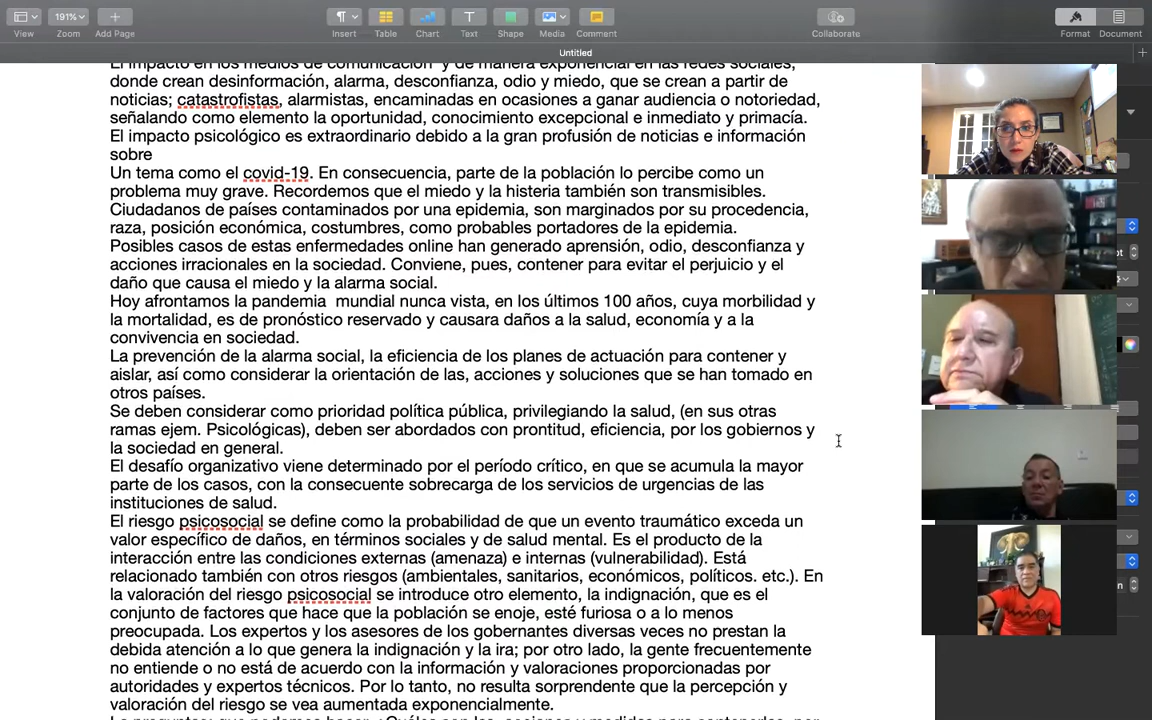 View
191%
Zoom
Add Page
Insert
Table
Chart
Text
Shape
Media
Comment
Collaborate
Format
Document
Untitled
El impacto en los medios de comunicación y de manera exponencial en las redes sociales,
donde crean desinformación, alarma, desconfianza, odio y miedo, que se crean a partir de
noticias; catastrofistas, alarmistas, encaminadas en ocasiones a ganar audiencia o notoriedad,
señalando como elemento la oportunidad, conocimiento excepcional e inmediato y primacía.
El impacto psicológico es extraordinario debido a la gran profusión de noticias e información
sobre
Un tema como el covid-19. En consecuencia, parte de la población lo percibe como un
problema muy grave. Recordemos que el miedo y la histeria también son transmisibles.
Ciudadanos de países contaminados por una epidemia, son marginados por su procedencia,
raza, posición económica, costumbres, como probables portadores de la epidemia.
Posibles casos de estas enfermedades online han generado aprensión, odio, desconfianza y
acciones irracionales en la sociedad. Conviene, pues, contener para evitar el perjuicio y el
daño que causa el miedo y la alarma social.
Hoy afrontamos la pandemia  mundial nunca vista, en los últimos 100 años, cuya morbilidad y
la mortalidad, es de pronóstico reservado y causara daños a la salud, economía y a la
convivencia en sociedad.
La prevención de la alarma social, la eficiencia de los planes de actuación para contener y
aislar, así como considerar la orientación de las, acciones y soluciones que se han tomado en
otros países.
Se deben considerar como prioridad política pública, privilegiando la salud, (en sus otras
ramas ejem. Psicológicas), deben ser abordados con prontitud, eficiencia, por los gobiernos y
la sociedad en general.
El desafío organizativo viene determinado por el período crítico, en que se acumula la mayor
parte de los casos, con la consecuente sobrecarga de los servicios de urgencias de las
instituciones de salud.
El riesgo psicosocial se define como la probabilidad de que un evento traumático exceda un
valor específico de daños, en términos sociales y de salud mental. Es el producto de la
interacción entre las condiciones externas (amenaza) e internas (vulnerabilidad). Está
relacionado también con otros riesgos (ambientales, sanitarios, económicos, políticos. etc.). En
la valoración del riesgo psicosocial se introduce otro elemento, la indignación, que es el
conjunto de factores que hace que la población se enoje, esté furiosa o a lo menos
preocupada. Los expertos y los asesores de los gobernantes diversas veces no prestan la
debida atención a lo que genera la indignación y la ira; por otro lado, la gente frecuentemente
no entiende o no está de acuerdo con la información y valoraciones proporcionadas por
autoridades y expertos técnicos. Por lo tanto, no resulta sorprendente que la percepción y
valoración del riesgo se vea aumentada exponencialmente.